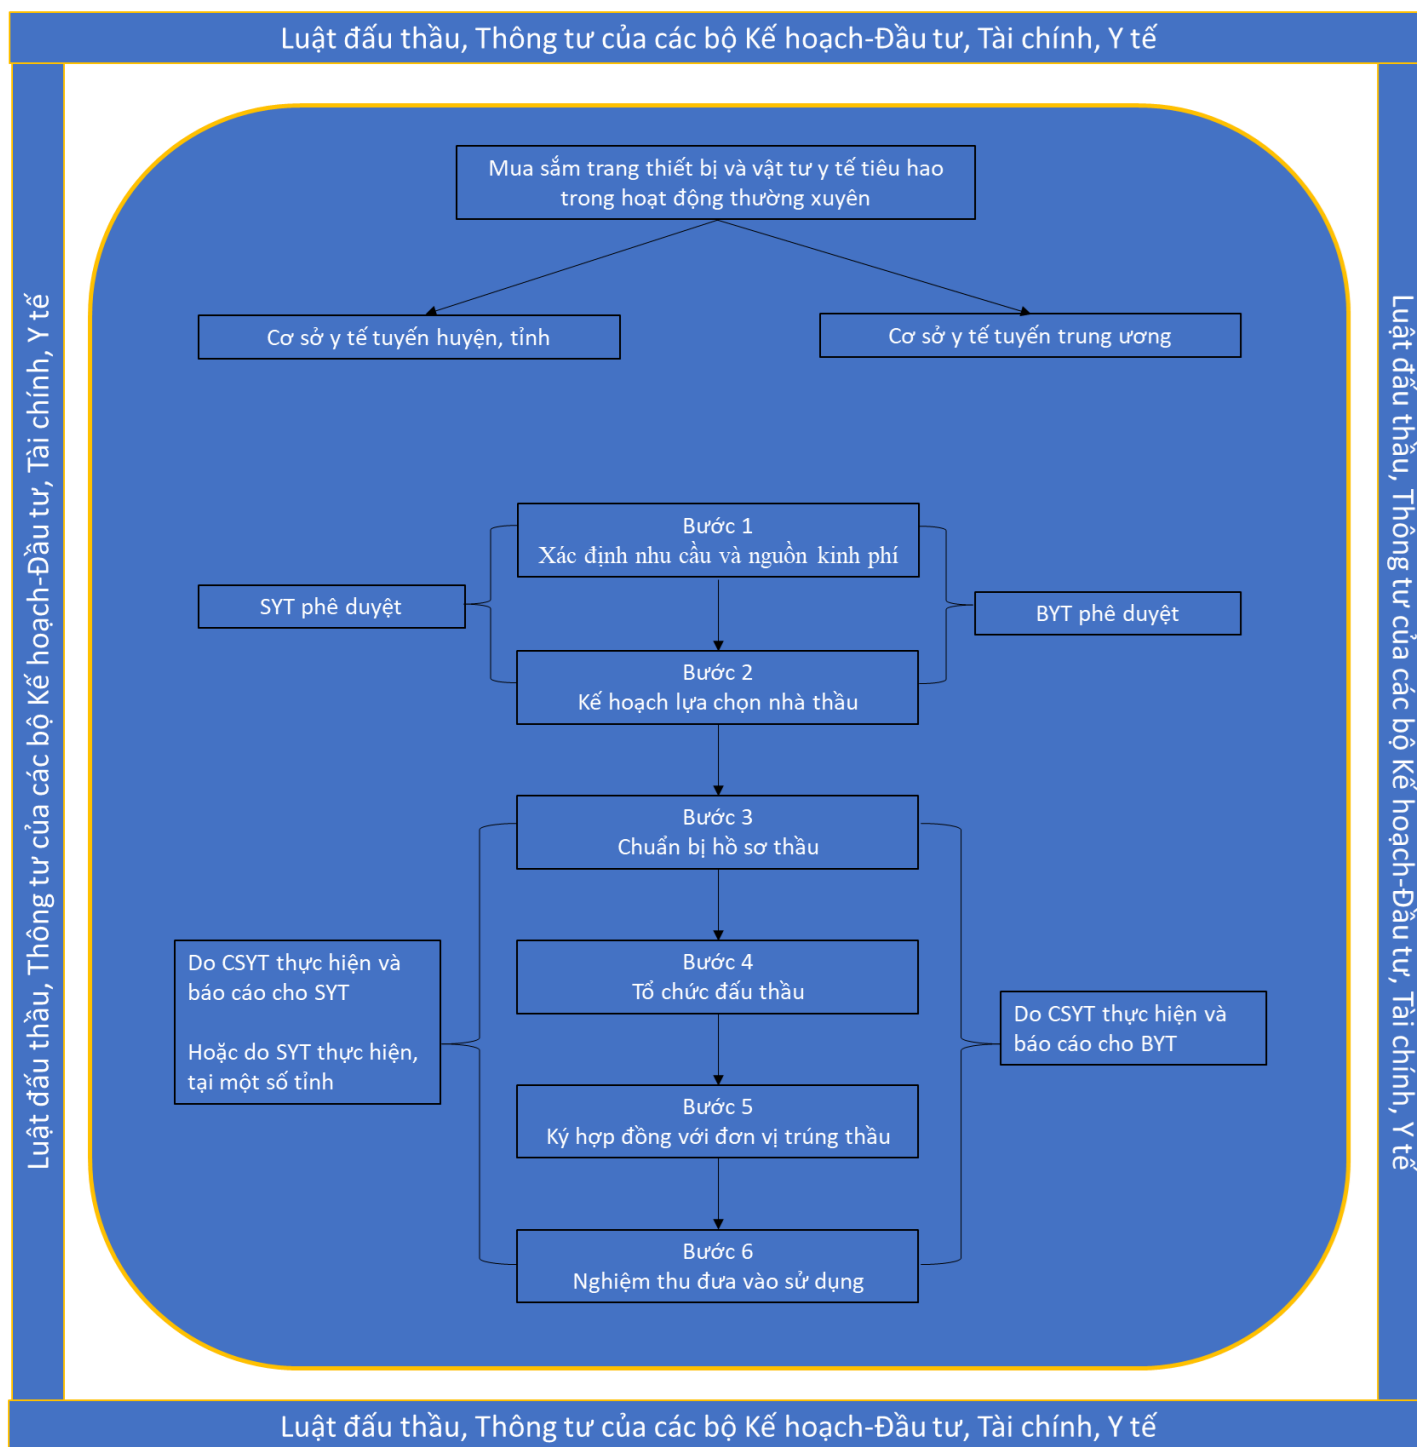 Luật đấu thầu, Thông tư của các bộ Kế hoạch-Đầu tư, Tài chính, Y tế
Luật đấu thầu, Thông tư của các bộ Kế hoạch-Đầu tư, Tài chính, Y tế
Mua sắm trang thiết bị và vật tư y tế tiêu hao
trong hoạt động thường xuyên
Cơ sở y tế tuyến huyện, tỉnh
Cơ sở y tế tuyến trung ương
Bước 1
Xác định nhu cầu và nguồn kinh phí
SYT phê duyệt
BYT phê duyệt
Bước 2
Kế hoạch lựa chọn nhà thầu
Bước 3
Chuẩn bị hồ sơ thầu
Do CSYT thực hiện và
báo cáo cho SYT
Hoặc do SYT thực hiện,
tại một số tỉnh
Bước 4
Tổ chức đấu thầu
Do CSYT thực hiện và
báo cáo cho BYT
Bước 5
Ký hợp đồng với đơn vị trúng thầu
Bước 6
Nghiệm thu đưa vào sử dụng
Luật đấu thầu, Thông tư của các bộ Kế hoạch-Đầu tư, Tài chính, Y tế
Luật đấu thầu, Thông tư của các bộ Kế hoạch-Đầu tư, Tài chính, Y tế